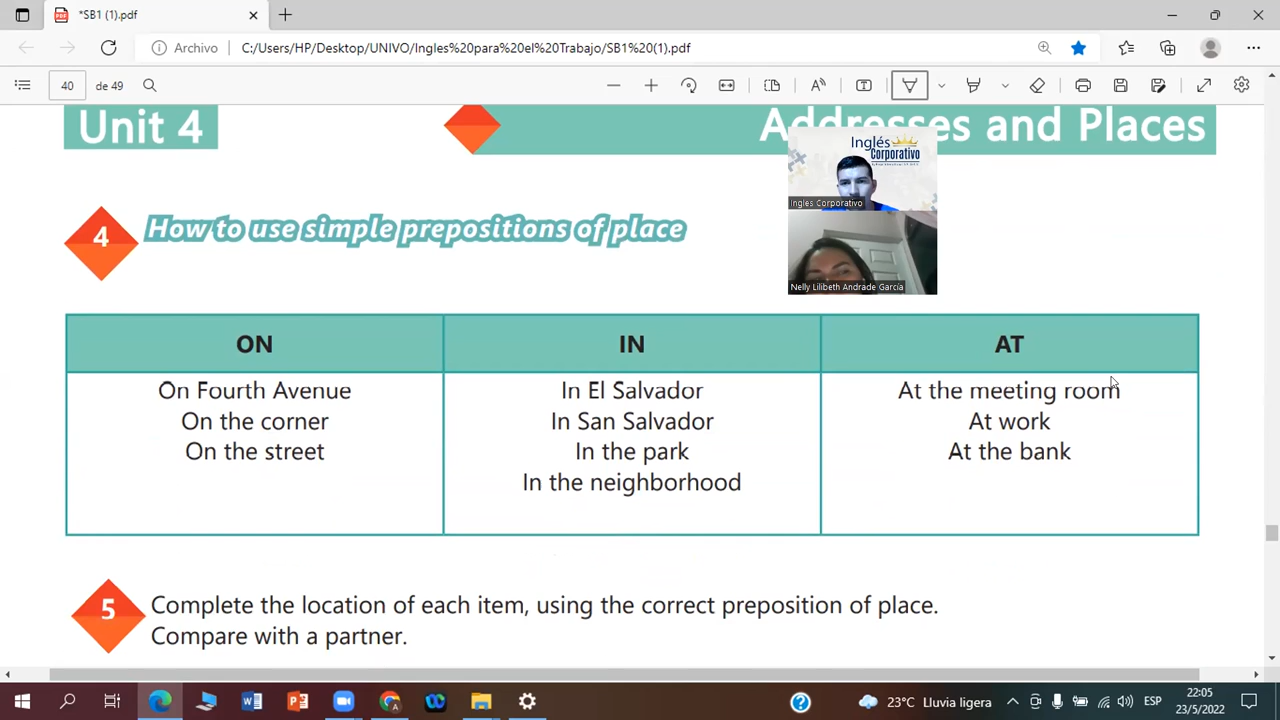 *SB1 (1).pdf
Archivo
C:/Users/HP/Desktop/UNIVO/Ingles%20para%20el%20Trabajo/SB1%20(1).pdf
40 de 49
Unit 4
Addresses and Places
Inglés
Corporativo
Ingles Corporativo
Nelly Lilibeth Andrade García
4 How to use simple prepositions of place
ON
IN
AT
On Fourth Avenue
On the corner
On the street
In El Salvador
In San Salvador
In the park
In the neighborhood
At the meeting room
At work
At the bank
5 Complete the location of each item, using the correct preposition of place.
Compare with a partner.
23°C Lluvia ligera
ESP
22:05
23/5/2022